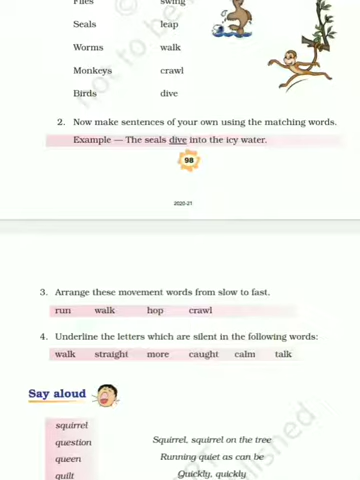 Flies swing
Seals leap
Worms walk
Monkeys crawl
Birds dive
2. Now make sentences of your own using the matching words.
Example — The seals dive into the icy water.
98
2020-21
3. Arrange these movement words from slow to fast.
run walk hop crawl
4. Underline the letters which are silent in the following words:
walk straight more caught calm talk
Say aloud
squirrel
question
queen
quilt
Squirrel, squirrel on the tree
Running quiet as can be
Quickly, quickly